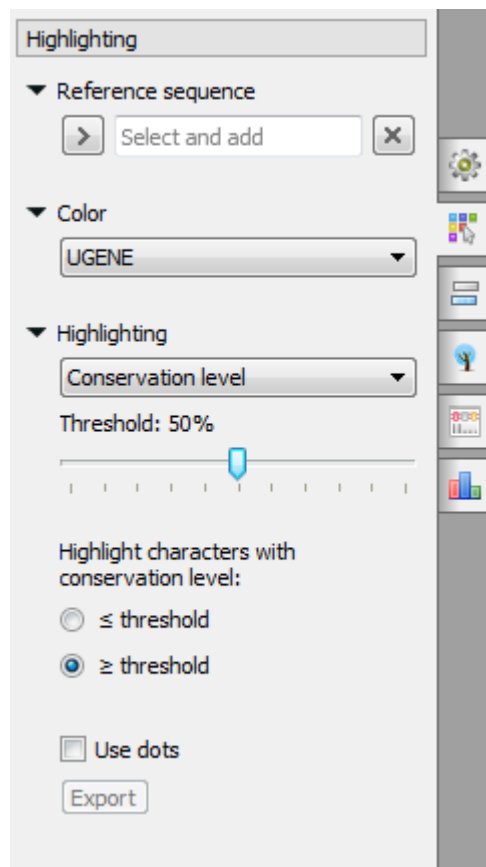 Highlighting
Reference sequence
Select and add
Color
UGENE
Highlighting
Conservation level
Threshold: 50%
Highlight characters with
conservation level:
≤ threshold
≥ threshold
Use dots
Export